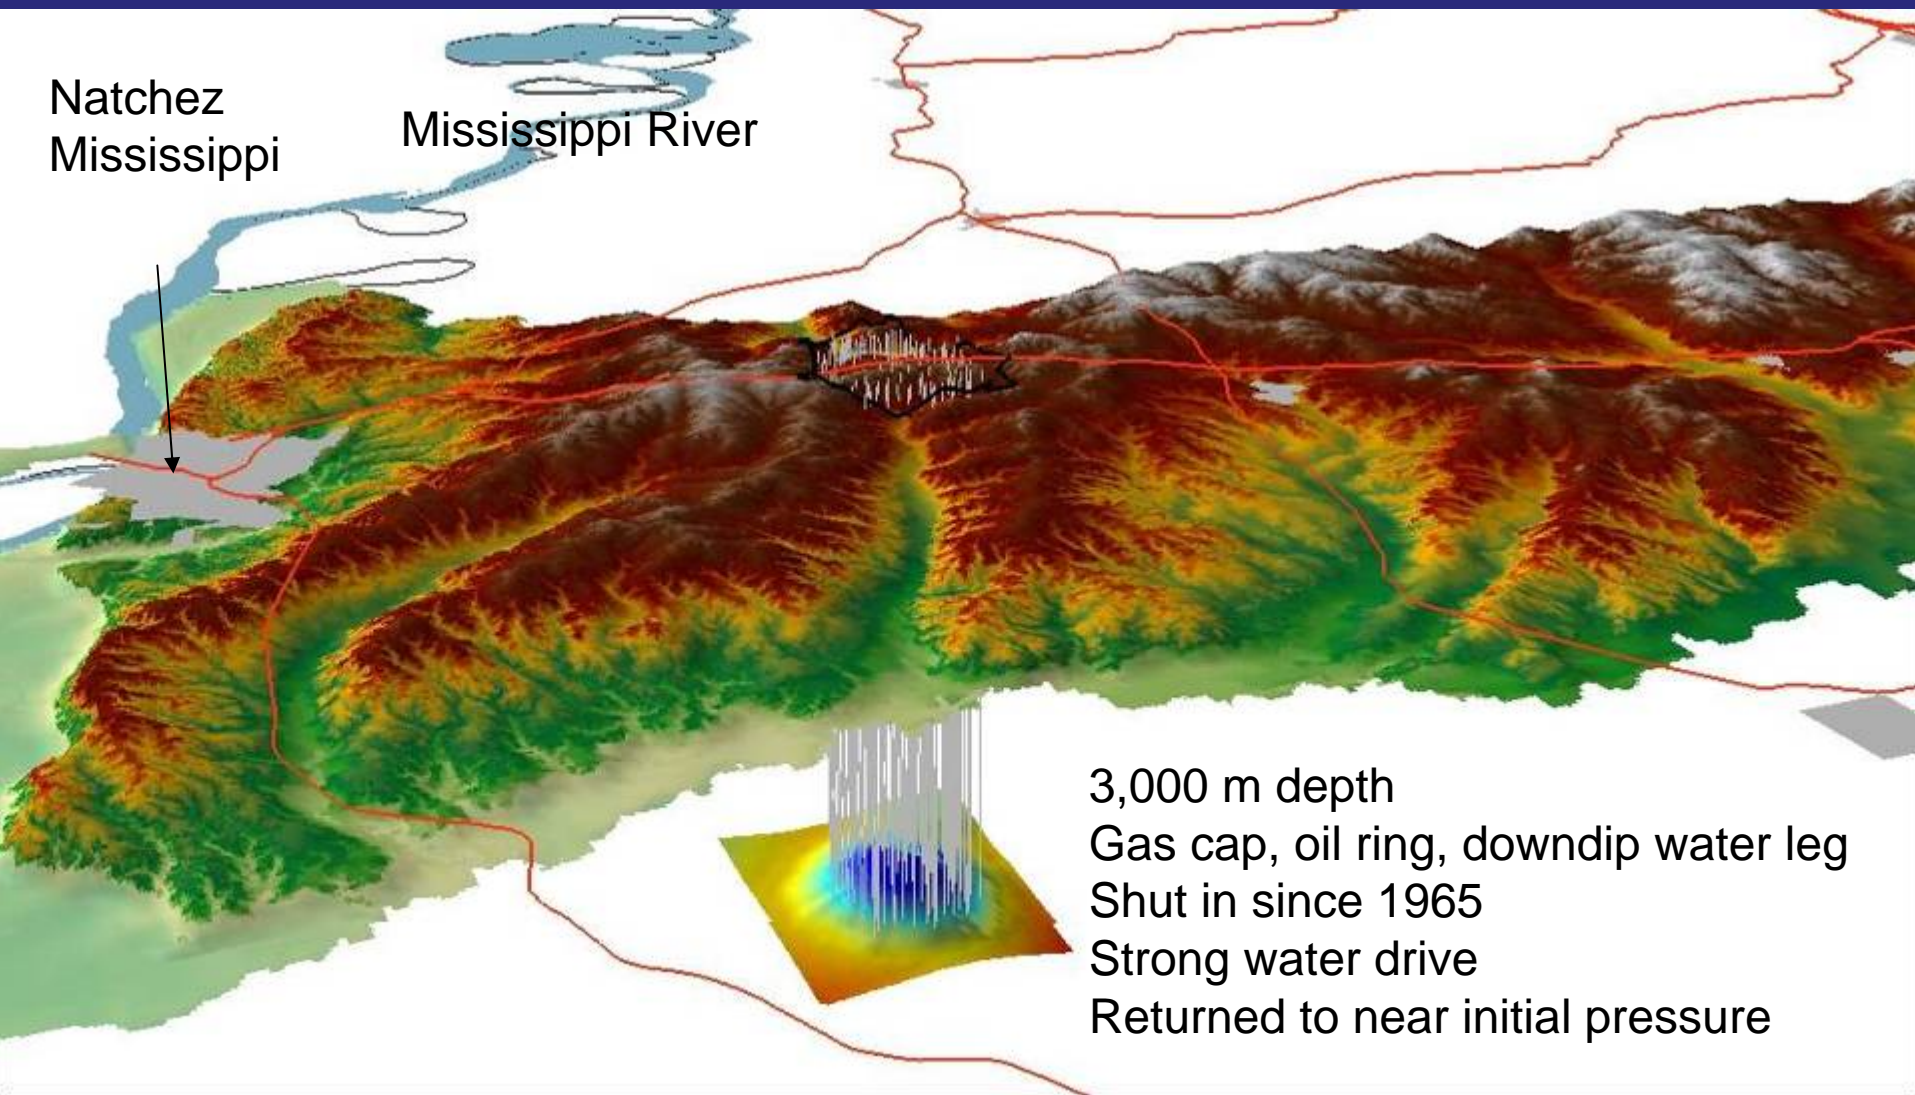 Natchez
Mississippi
Mississippi River
3,000 m depth
Gas cap, oil ring, downdip water leg
Shut in since 1965
Strong water drive
Returned to near initial pressure